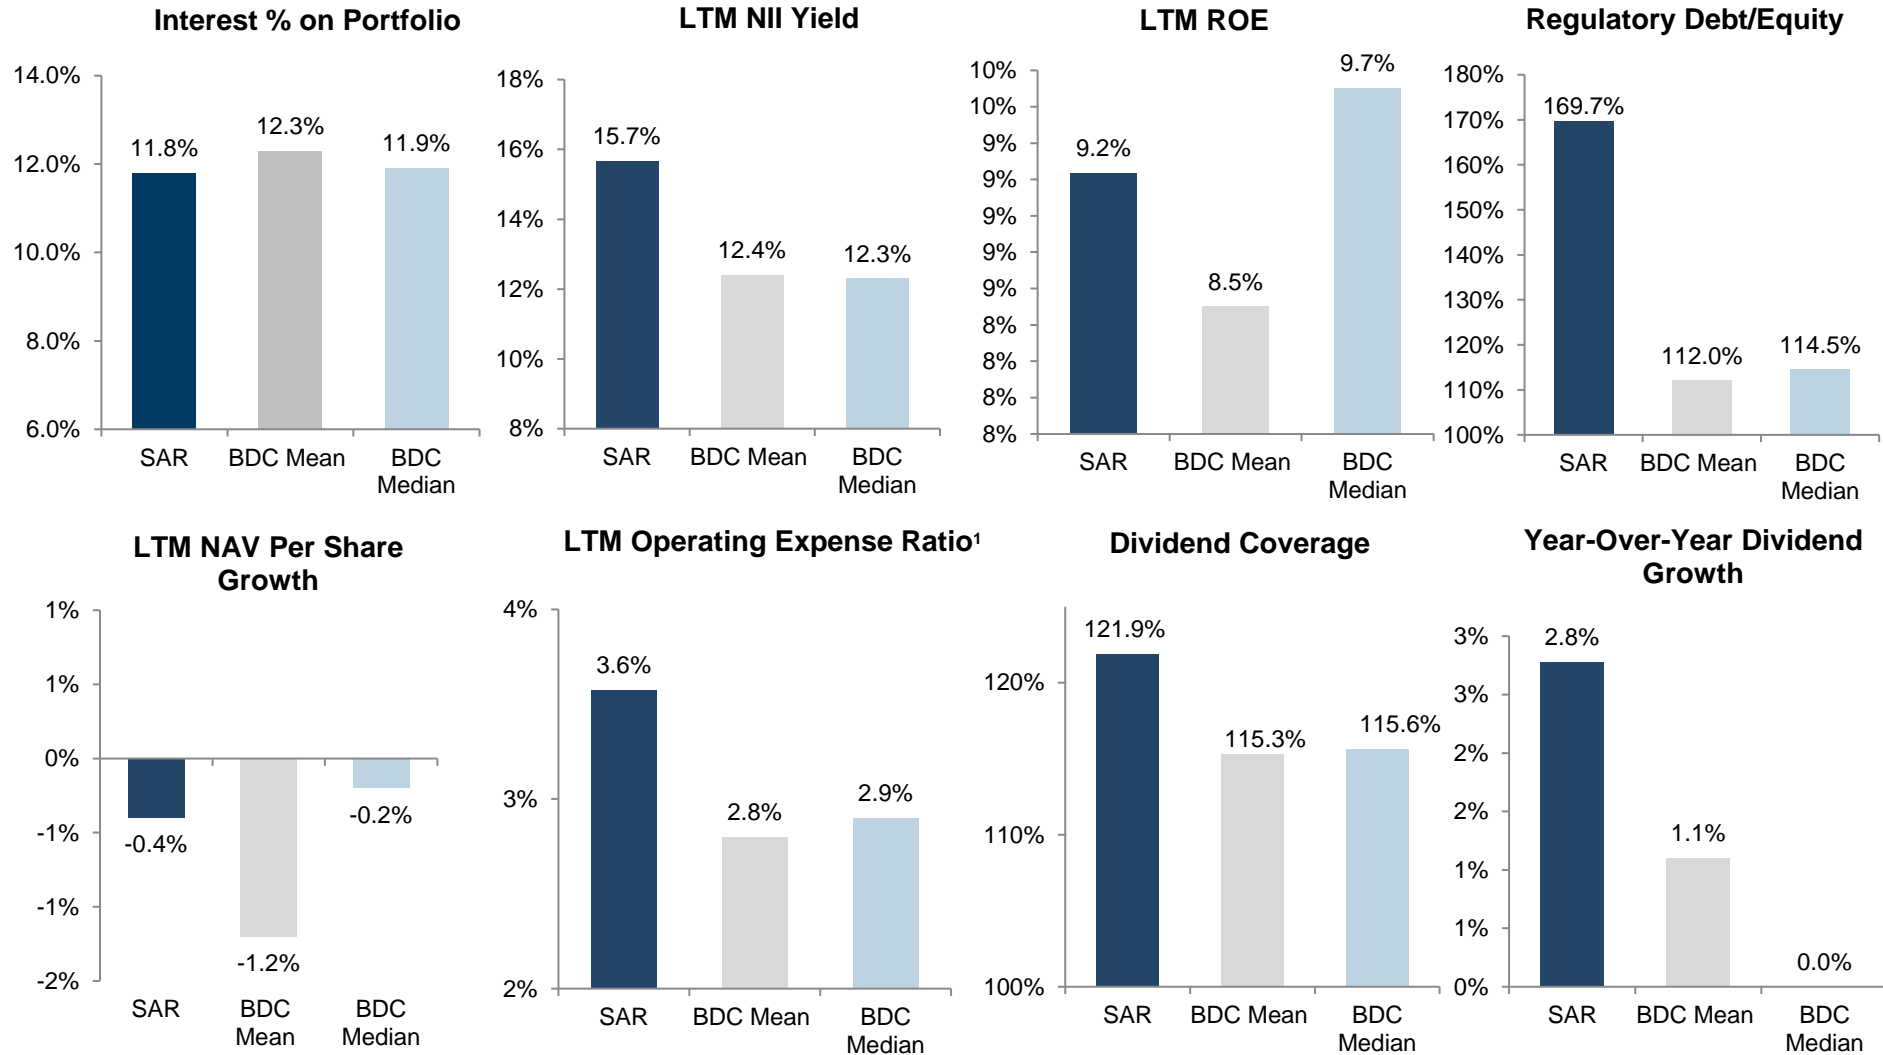 Interest % on Portfolio
14.0%
12.0%
10.0%
8.0%
6.0%
11.8%
12.3%
11.9%
SAR
BDC Mean
BDC
Median
LTM NII Yield
18%
16%
14%
12%
10%
8%
15.7%
12.4%
12.3%
SAR
BDC Mean
BDC
Median
LTM ROE
10%
10%
9%
9%
9%
9%
9%
8%
8%
8%
8%
9.2%
8.5%
9.7%
SAR
BDC Mean
BDC
Median
Regulatory Debt/Equity
180%
170%
160%
150%
140%
130%
120%
110%
100%
169.7%
112.0%
114.5%
SAR
BDC Mean
BDC
Median
LTM NAV Per Share
Growth
1%
1%
0%
-1%
-1%
-2%
-0.4%
-1.2%
-0.2%
SAR
BDC
Mean
BDC
Median
LTM Operating Expense Ratio¹
4%
3%
2%
3.6%
2.8%
2.9%
SAR
BDC Mean
BDC
Median
Dividend Coverage
120%
110%
100%
121.9%
115.3%
115.6%
SAR
BDC Mean
BDC
Median
Year-Over-Year Dividend
Growth
3%
3%
2%
2%
1%
1%
0%
2.8%
1.1%
0.0%
SAR
BDC Mean
BDC
Median